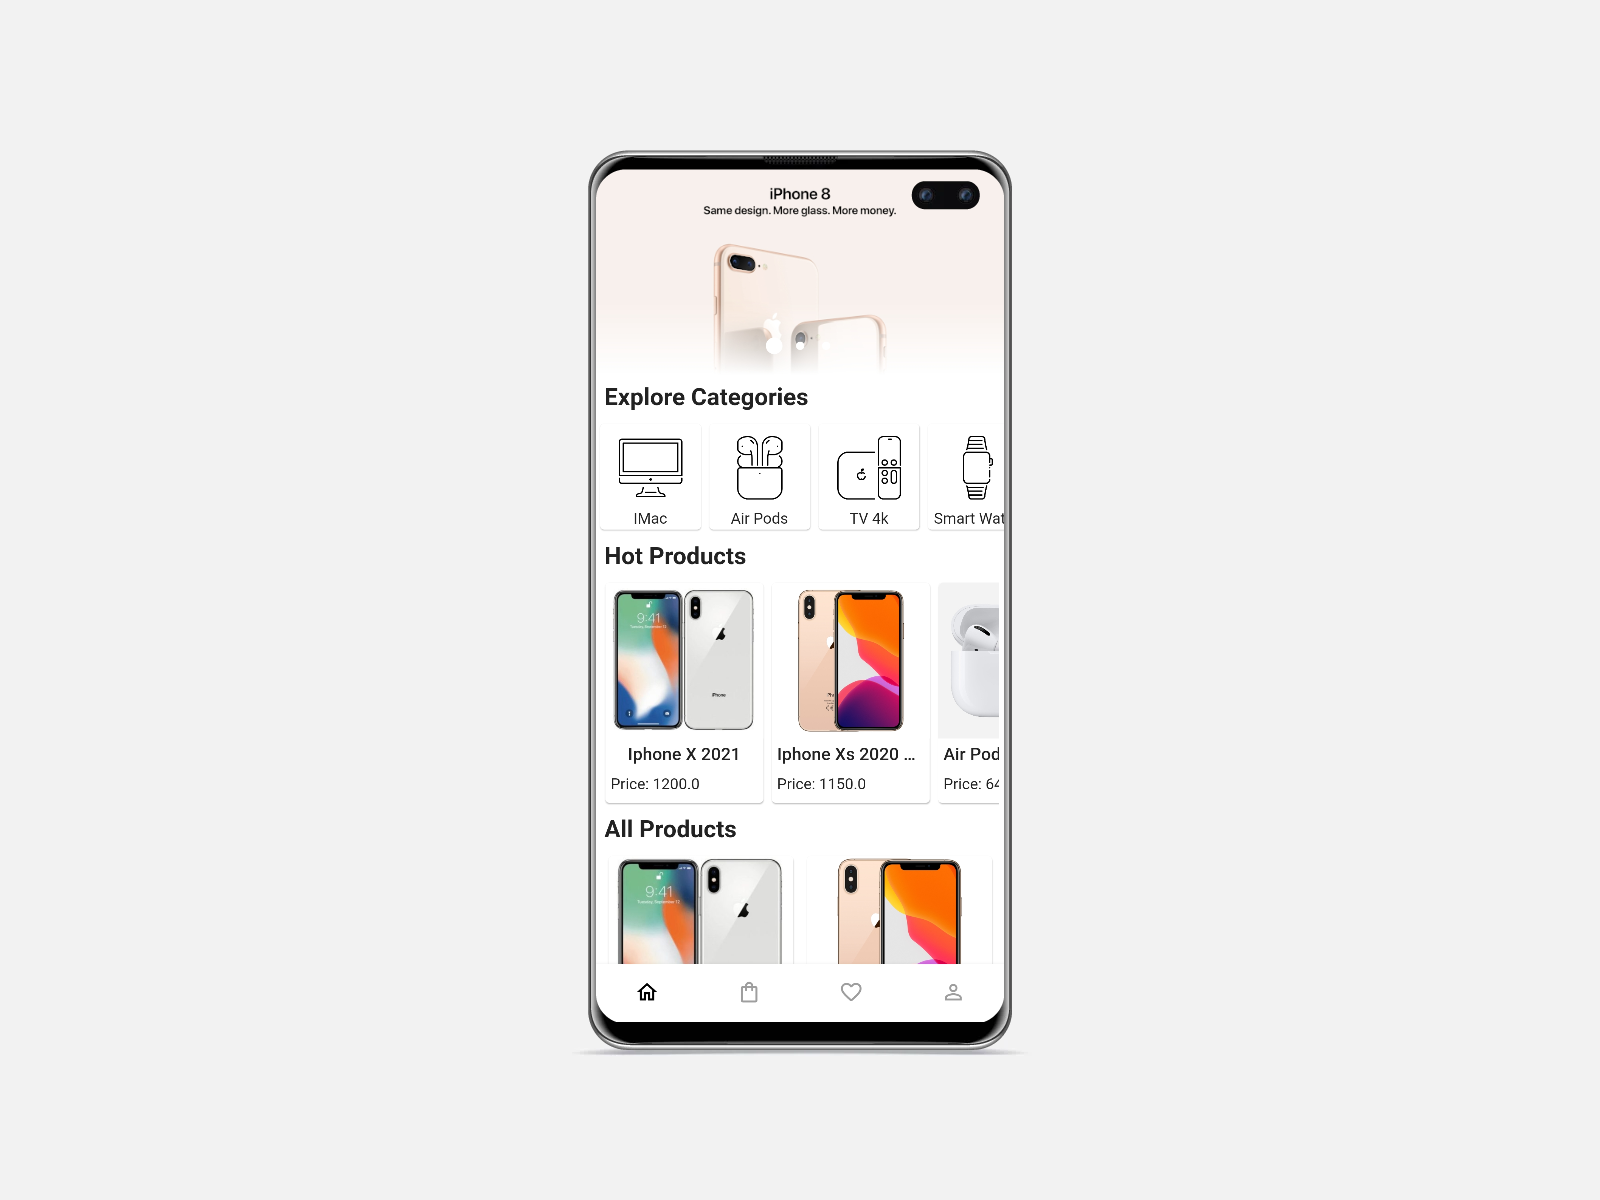 iPhone 8
Same design. More glass. More money.
Explore Categories
IMac
Air Pods
TV 4k
Smart Wat
Hot Products
9:41
iPhone
Iphone X 2021
Iphone Xs 2020 ...
Air Pod
Price: 1200.0
Price: 1150.0
Price: 64
All Products
9:41